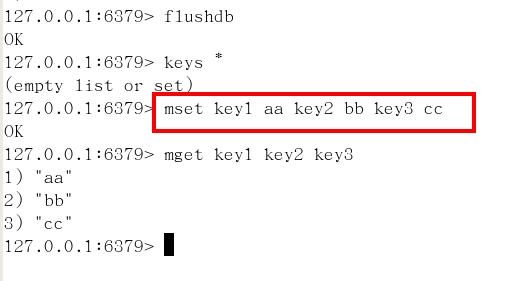 127.0.0.1:6379> flushdb
OK
127.0.0.1:6379> keys *
(empty list or set)
127.0.0.1:6379> mset key1 aa key2 bb key3 cc
OK
127.0.0.1:6379> mget key1 key2 key3
1) "aa"
2) "bb"
3) "cc"
127.0.0.1:6379>